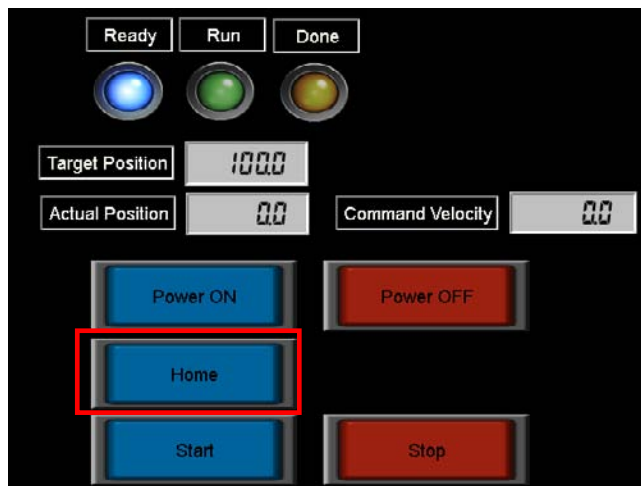 Ready Run Done
Target Position 100.0
Actual Position 0.0 Command Velocity 0.0
Power ON Power OFF
Home
Start Stop